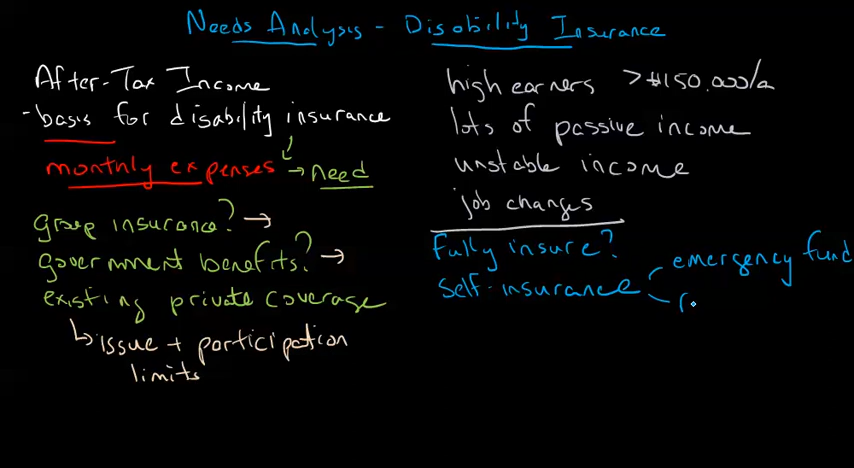 Needs Analysis - Disability Insurance
After-Tax Income
- basis for disability insurance
monthly expenses → need
group insurance? →
government benefits? →
existing private coverage
↳ issue + participation
limits
high earners >$150.000/a
lots of passive income
unstable income
job changes
Fully insure?
Self-insurance
emergency fund
r